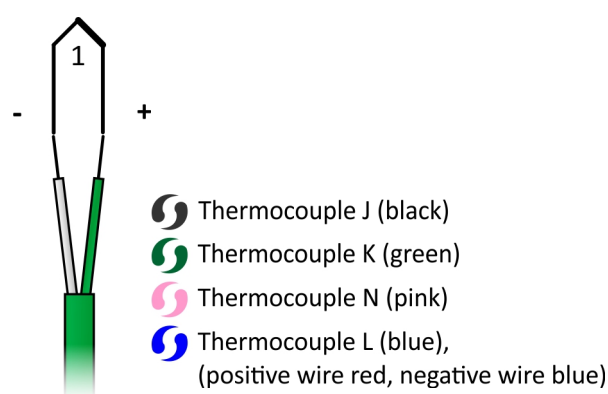 1
- +
Thermocouple J (black)
Thermocouple K (green)
Thermocouple N (pink)
Thermocouple L (blue),
(positive wire red, negative wire blue)